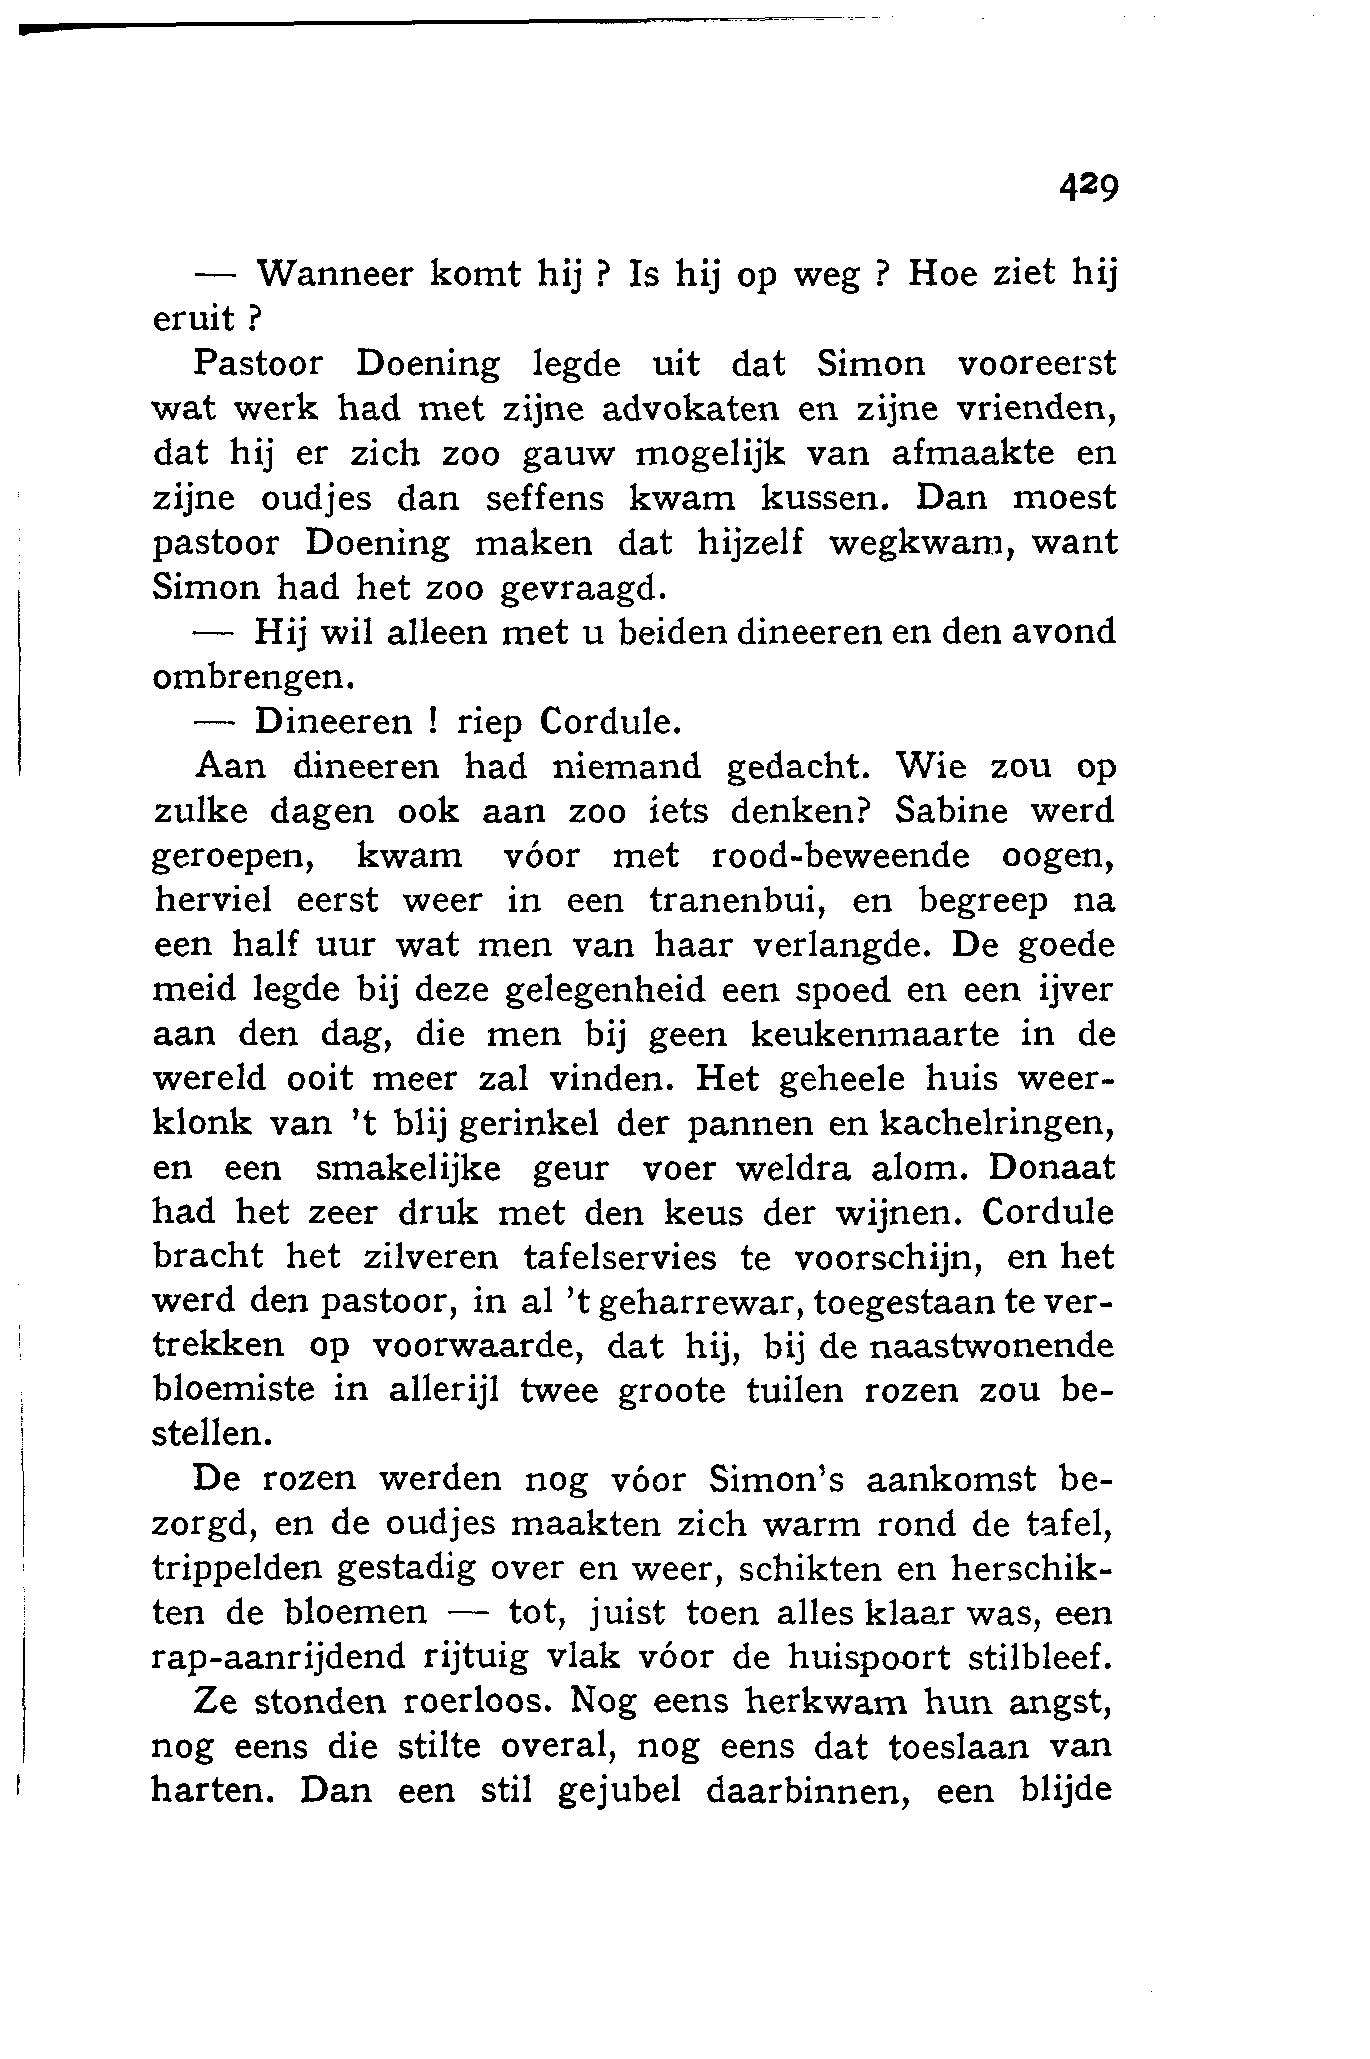 429
— Wanneer komt hij ? Is hij op weg ? Hoe ziet hij
eruit ?
Pastoor Doening legde uit dat Simon vooreerst
wat werk had met zijne advokaten en zijne vrienden,
dat hij er zich zoo gauw mogelijk van afmaakte en
zijne oudjes dan seffens kwam kussen. Dan moest
pastoor Doening maken dat hijzelf wegkwam, want
Simon had het zoo gevraagd.
— Hij wil alleen met u beiden dineeren en den avond
ombrengen.
— Dineeren ! riep Cordule.
Aan dineeren had niemand gedacht. Wie zou op
zulke dagen ook aan zoo iets denken? Sabine werd
geroepen, kwam vóor met rood-beweende oogen,
herviel eerst weer in een tranenbui, en begreep na
een half uur wat men van haar verlangde. De goede
meid legde bij deze gelegenheid een spoed en een ijver
aan den dag, die men bij geen keukenmaarte in de
wereld ooit meer zal vinden. Het geheele huis weer-
klonk van 't blij gerinkel der pannen en kachelringen,
en een smakelijke geur voer weldra alom. Donaat
had het zeer druk met den keus der wijnen. Cordule
bracht het zilveren tafelservies te voorschijn, en het
werd den pastoor, in al 't geharrewar, toegestaan te ver-
trekken op voorwaarde, dat hij, bij de naastwonende
bloemiste in allerijl twee groote tuilen rozen zou be-
stellen.
De rozen werden nog vóor Simon's aankomst be-
zorgd, en de oudjes maakten zich warm rond de tafel,
trippelden gestadig over en weer, schikten en herschik-
ten de bloemen — tot, juist toen alles klaar was, een
rap-aanrijdend rijtuig vlak vóor de huispoort stilbleef.
Ze stonden roerloos. Nog eens herkwam hun angst,
nog eens die stilte overal, nog eens dat toeslaan van
harten. Dan een stil gejubel daarbinnen, een blijde